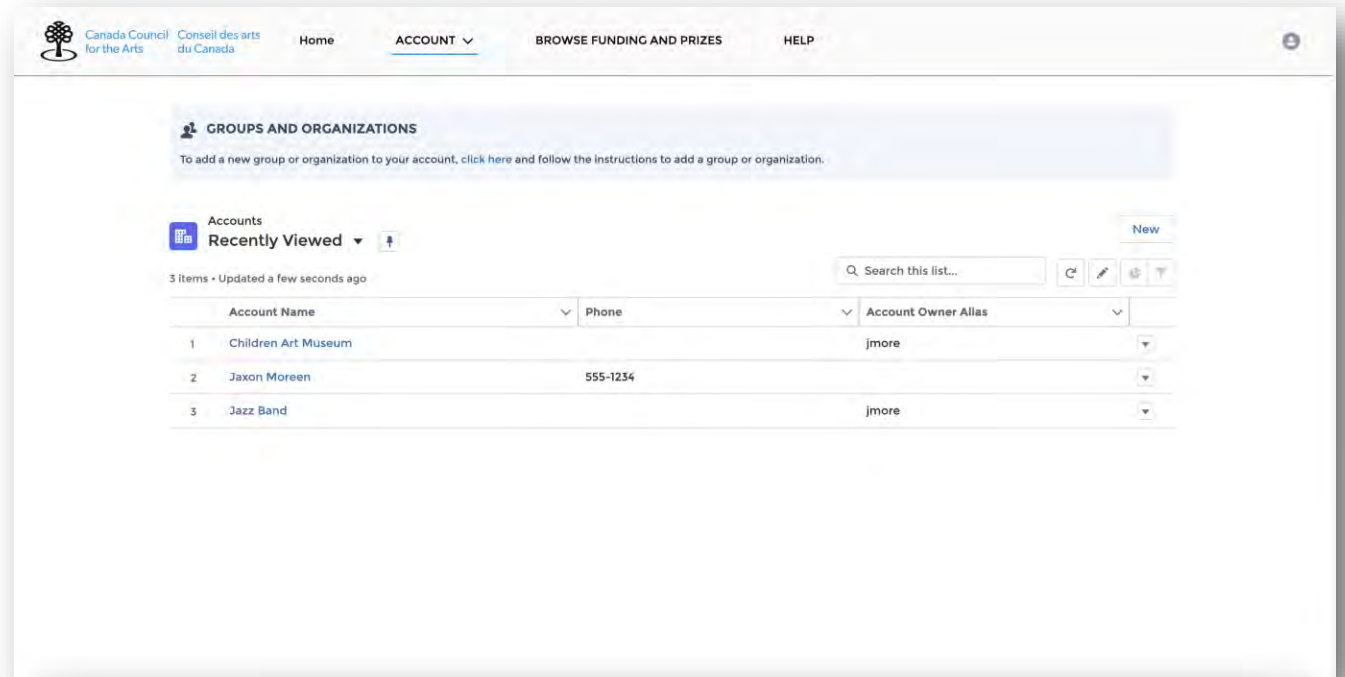 Canada Council Conseil des arts
for the Arts du Canada
Home ACCOUNT BROWSE FUNDING AND PRIZES HELP
GROUPS AND ORGANIZATIONS
To add a new group or organization to your account, click here and follow the instructions to add a group or organization.
Accounts
Recently Viewed
New
3 items • Updated a few seconds ago
Search this list...
Account Name Phone Account Owner Alias
1 Children Art Museum jmore
2 Jaxon Moreen 555-1234
3 Jazz Band jmore